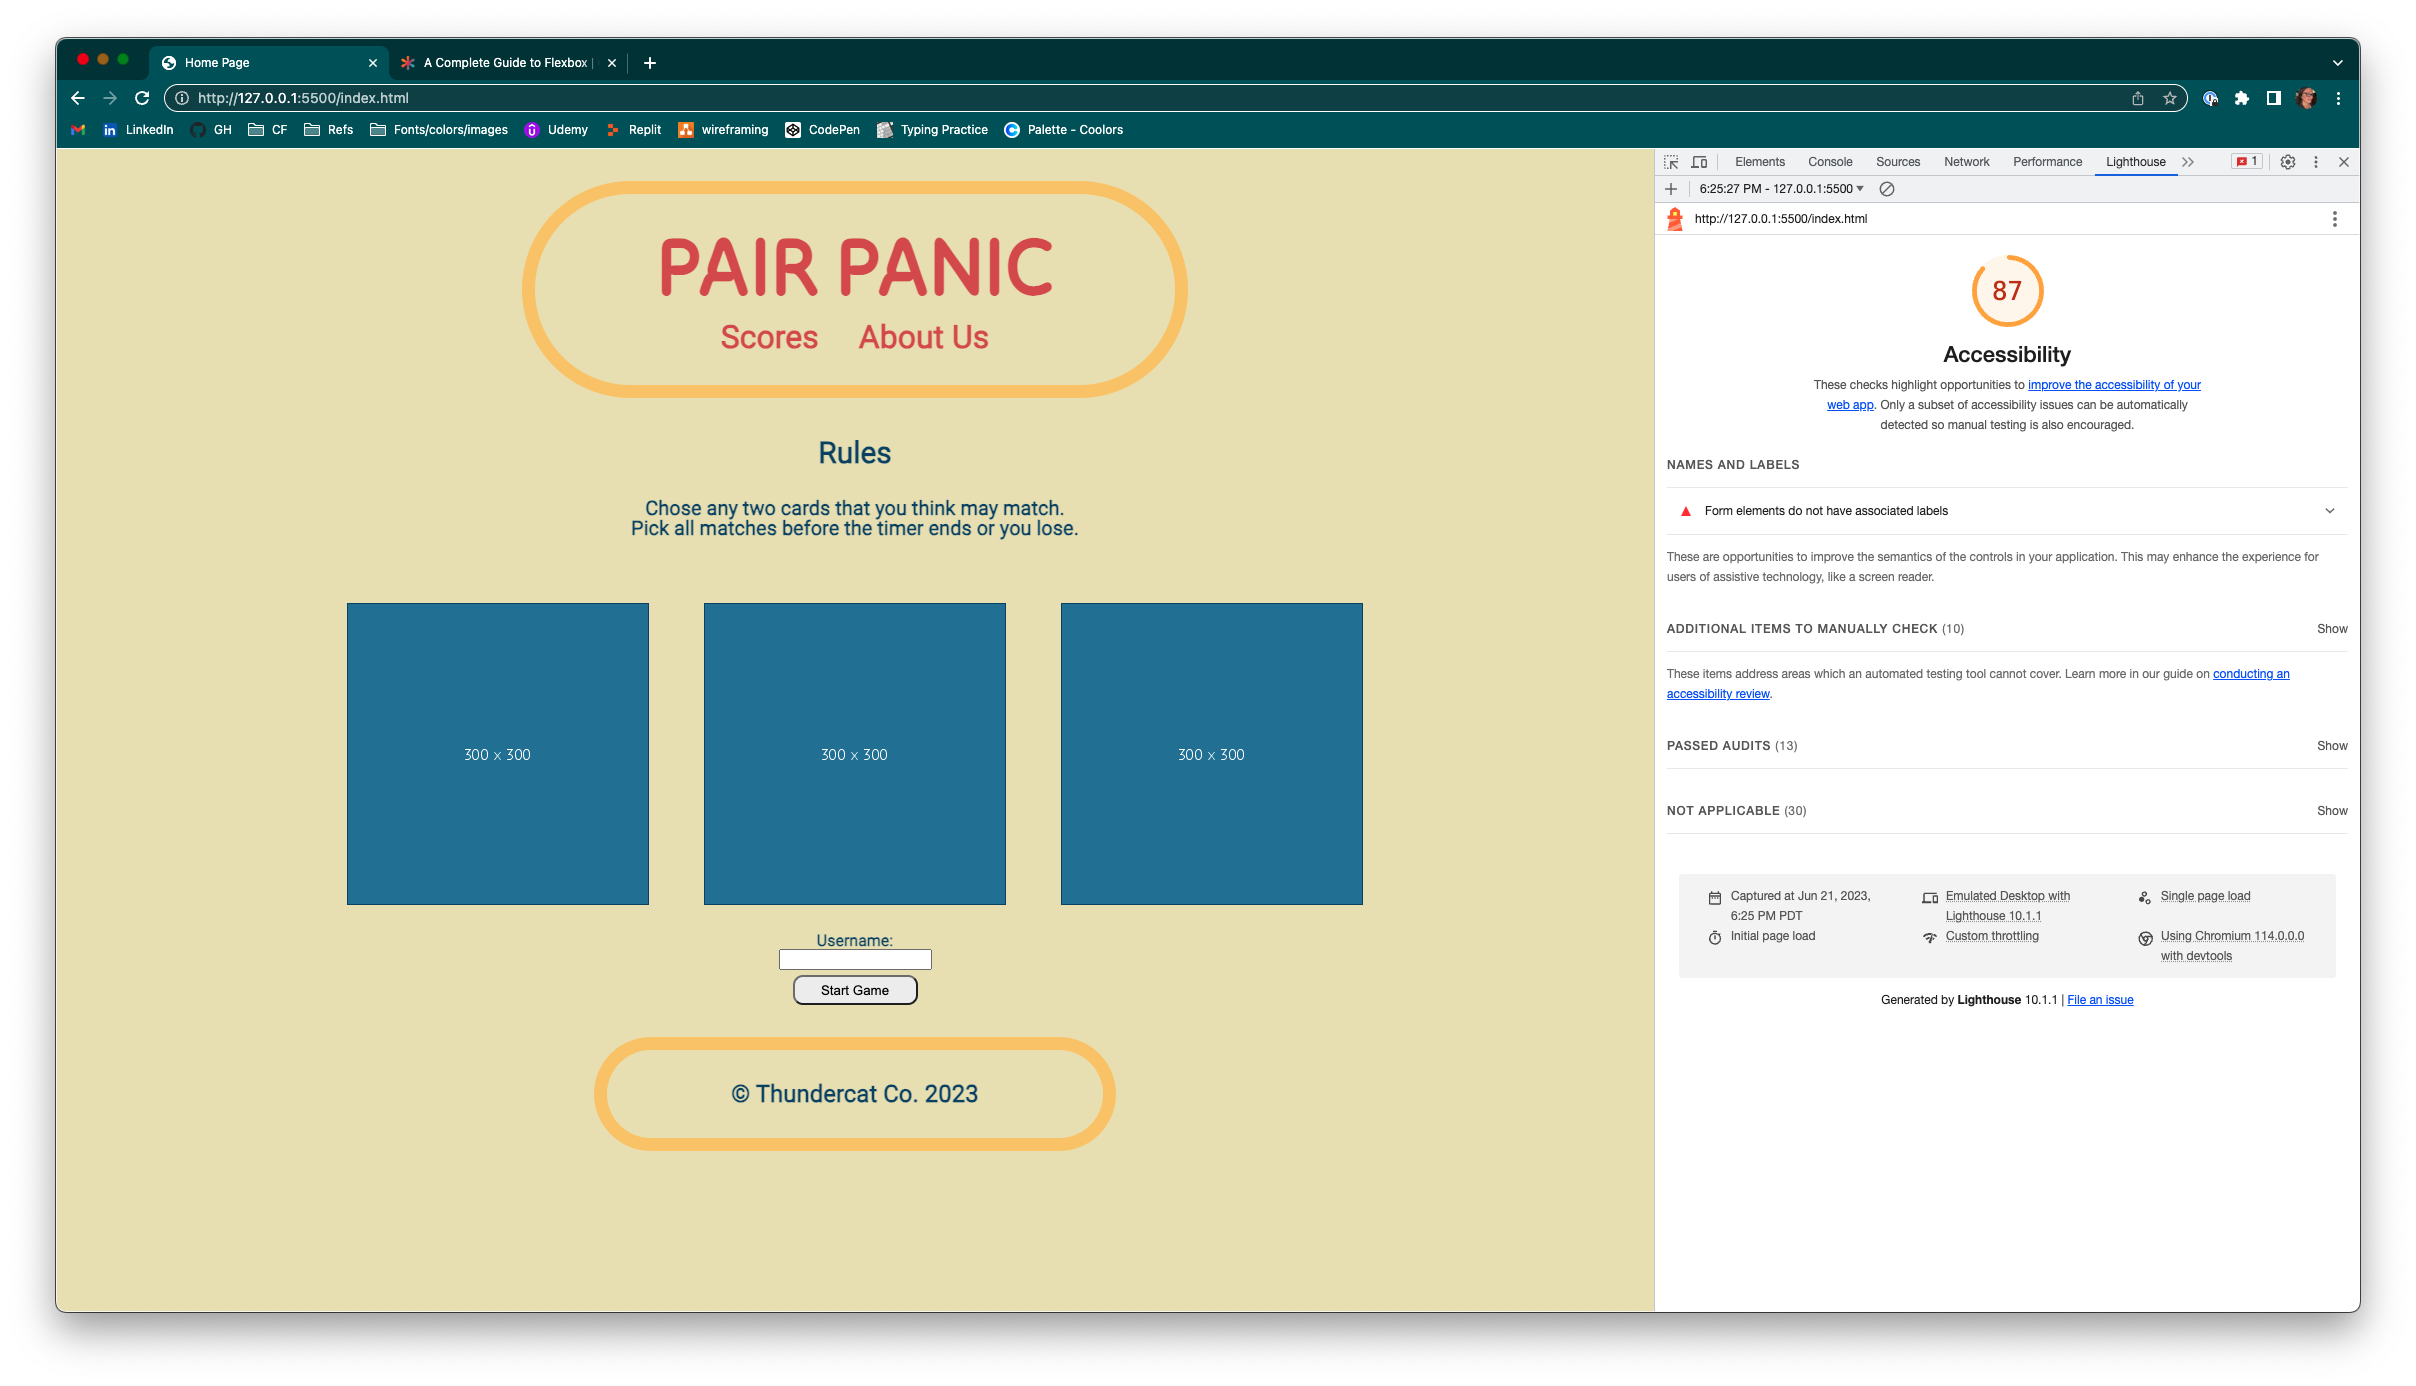 Home Page
A Complete Guide to Flexbox |
http://127.0.0.1:5500/index.html
LinkedIn GH CF Refs Fonts/colors/images Udemy Replit wireframing CodePen Typing Practice Palette - Coolors
PAIR PANIC
Scores About Us
Rules
Chose any two cards that you think may match.
Pick all matches before the timer ends or you lose.
300 x 300 300 x 300 300 x 300
Username:
Start Game
© Thundercat Co. 2023
Elements Console Sources Network Performance Lighthouse 1
6:25:27 PM - 127.0.0.1:5500
http://127.0.0.1:5500/index.html
87
Accessibility
These checks highlight opportunities to improve the accessibility of your
web app. Only a subset of accessibility issues can be automatically
detected so manual testing is also encouraged.
NAMES AND LABELS
Form elements do not have associated labels
These are opportunities to improve the semantics of the controls in your application. This may enhance the experience for
users of assistive technology, like a screen reader.
ADDITIONAL ITEMS TO MANUALLY CHECK (10) Show
These items address areas which an automated testing tool cannot cover. Learn more in our guide on conducting an
accessibility review.
PASSED AUDITS (13) Show
NOT APPLICABLE (30) Show
Captured at Jun 21, 2023,
6:25 PM PDT
Emulated Desktop with
Lighthouse 10.1.1
Single page load
Initial page load
Custom throttling
Using Chromium 114.0.0.0
with devtools
Generated by Lighthouse 10.1.1 | File an issue